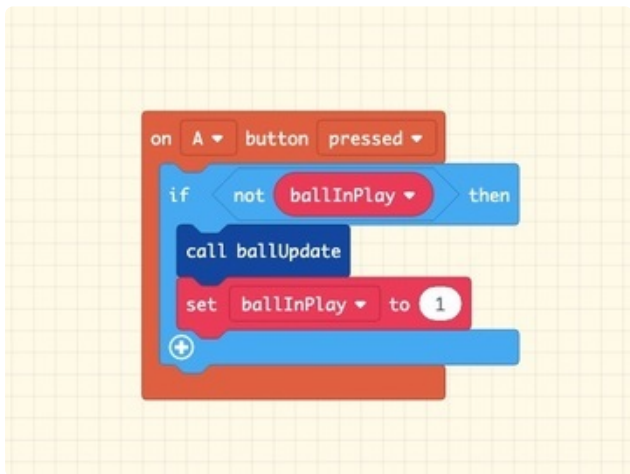 on A button pressed
if not ballInPlay then
call ballUpdate
set ballInPlay to 1